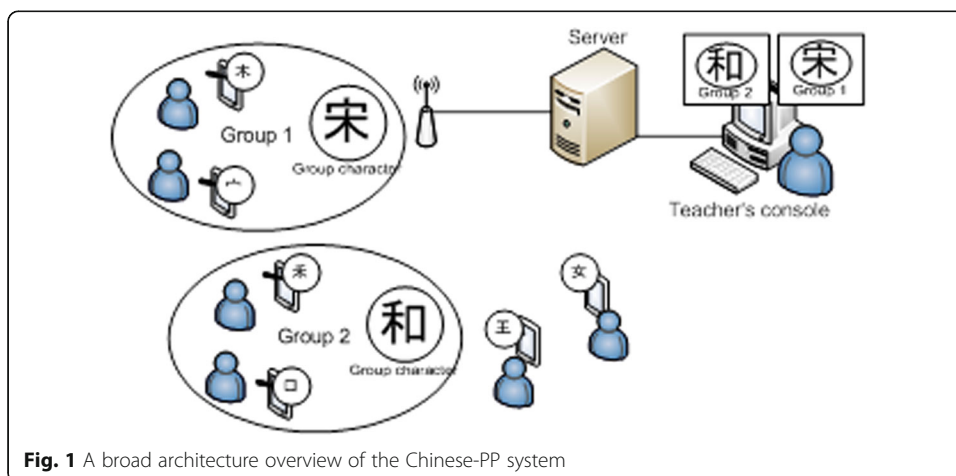 Server
木
Group 1
宋
Group character
宀
和
Group 2
宋
Group 1
Teacher's console
禾
Group 2
和
Group character
口
王
女
Fig. 1 A broad architecture overview of the Chinese-PP system